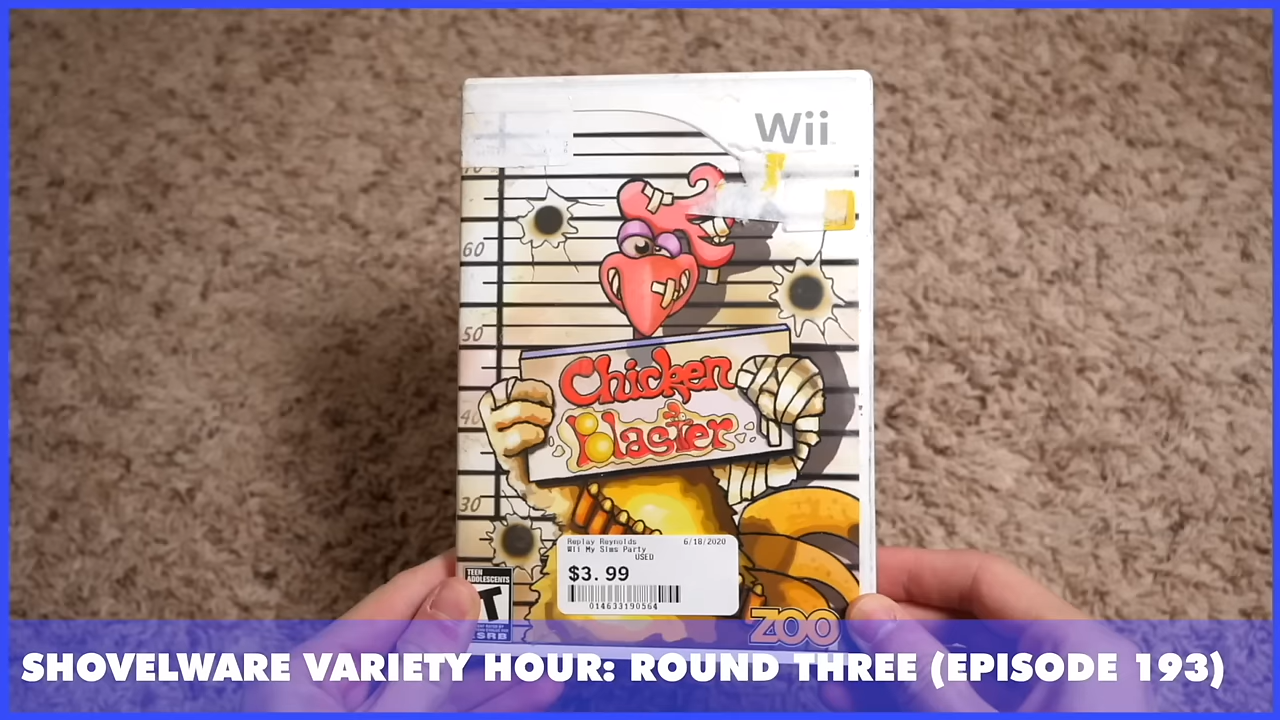 Wii
70
60
50
Chicken
40
Blaster
30
Replay Reynolds 6/18/2020
Wii My Sims Party
USED
$3.99
014633190564
TEEN
ADOLESCENTS
T
ESRB
ZOO
SHOVELWARE VARIETY HOUR: ROUND THREE (EPISODE 193)